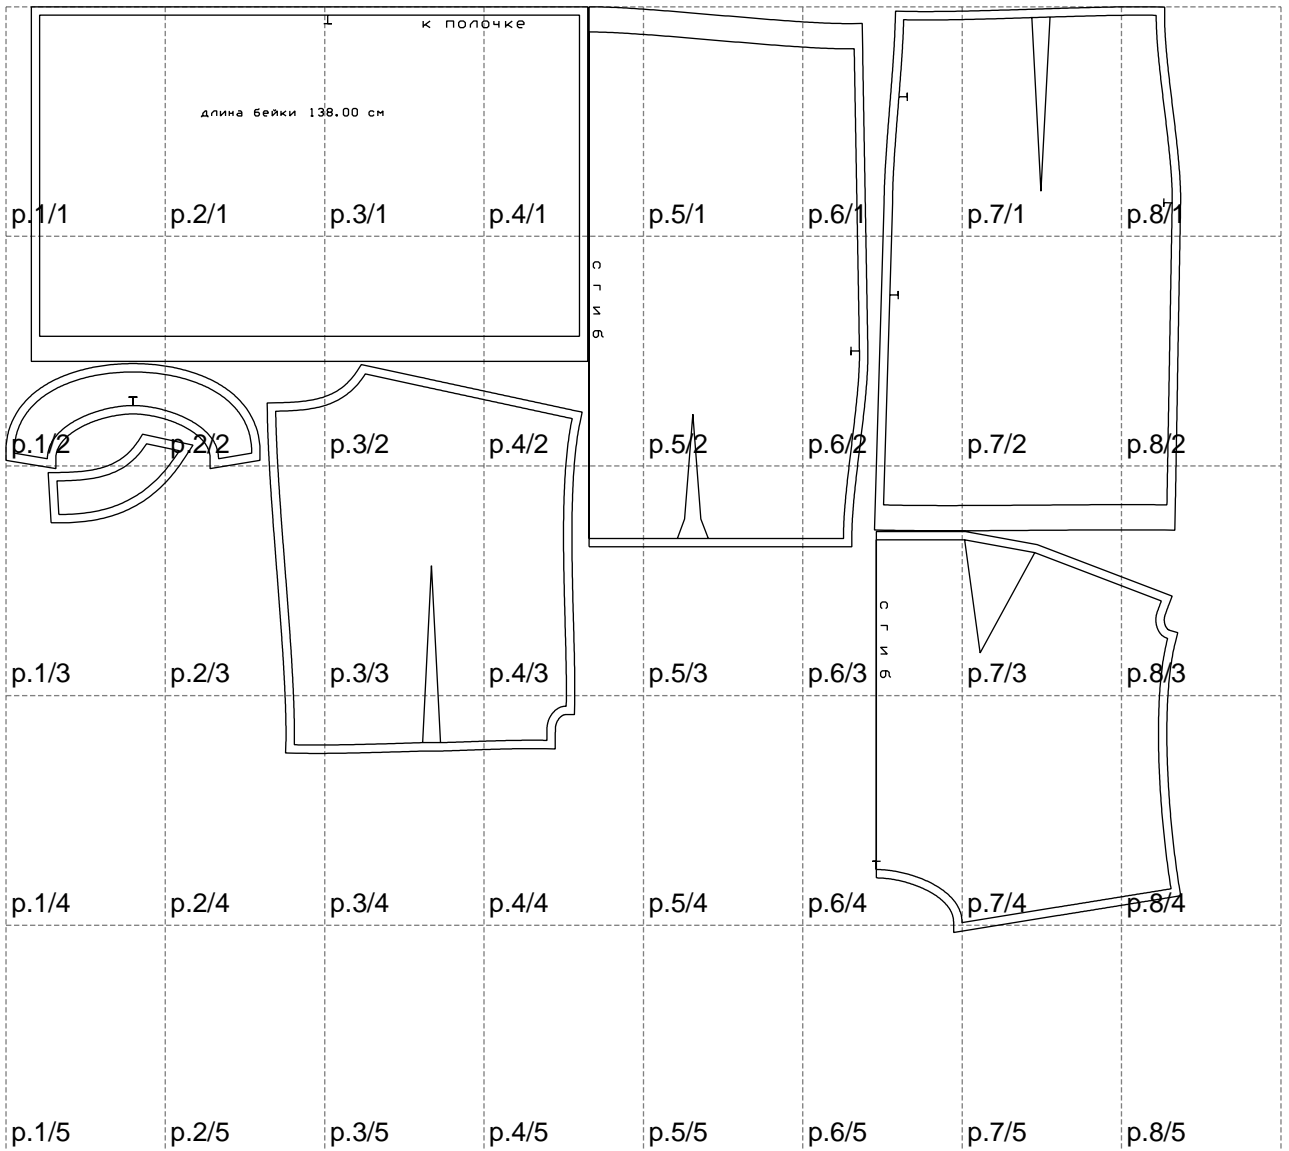 к полочке
длина бейки 138.00 см
p.1/1 p.2/1 p.3/1 p.4/1 p.5/1 p.6/1 p.7/1 p.8/1
сгиб
p.1/2 p.2/2 p.3/2 p.4/2 p.5/2 p.6/2 p.7/2 p.8/2
сгиб
p.1/3 p.2/3 p.3/3 p.4/3 p.5/3 p.6/3 p.7/3 p.8/3
p.1/4 p.2/4 p.3/4 p.4/4 p.5/4 p.6/4 p.7/4 p.8/4
p.1/5 p.2/5 p.3/5 p.4/5 p.5/5 p.6/5 p.7/5 p.8/5